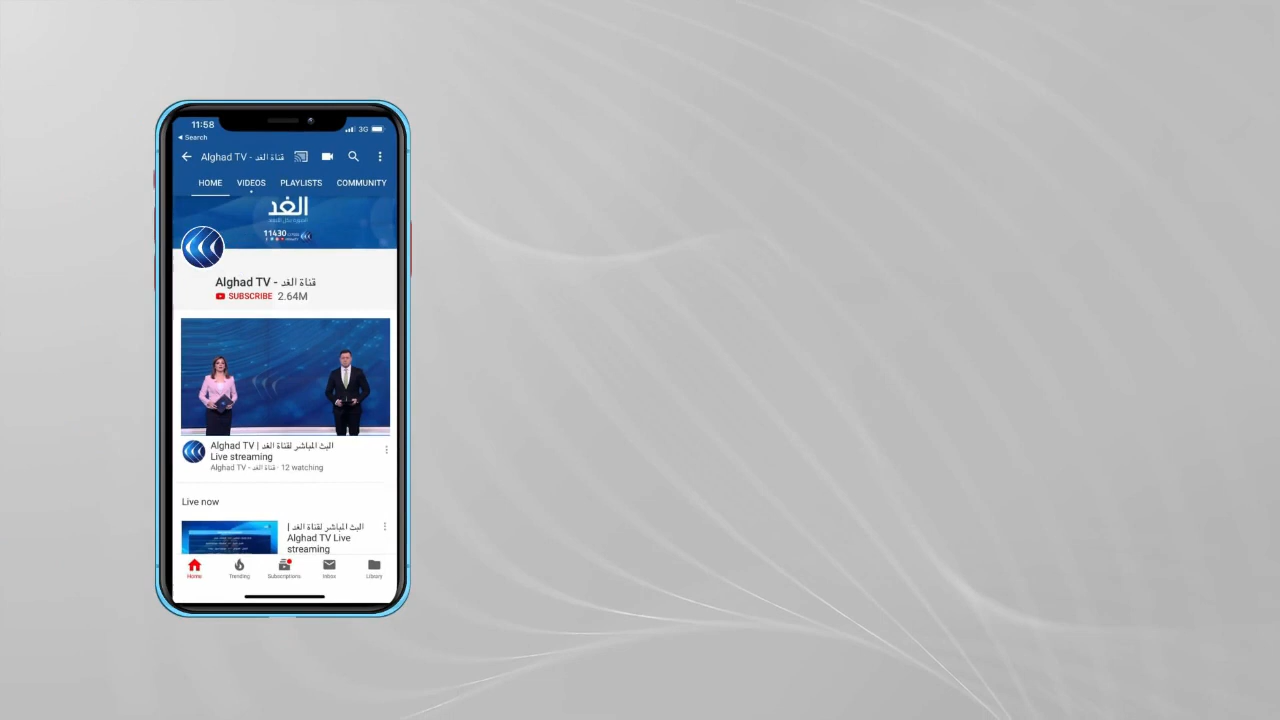 11:58
3G
Search
Alghad TV - قناة الغد
HOME VIDEOS PLAYLISTS COMMUNITY
الغد
11430
Alghad TV - قناة الغد
SUBSCRIBE 2.64M
Alghad TV | البث المباشر لقناة الغد
Live streaming
Alghad TV - قناة الغد · 12 watching
Live now
البث المباشر لقناة الغد |
Alghad TV Live
streaming
Home Trending Subscriptions Inbox Library